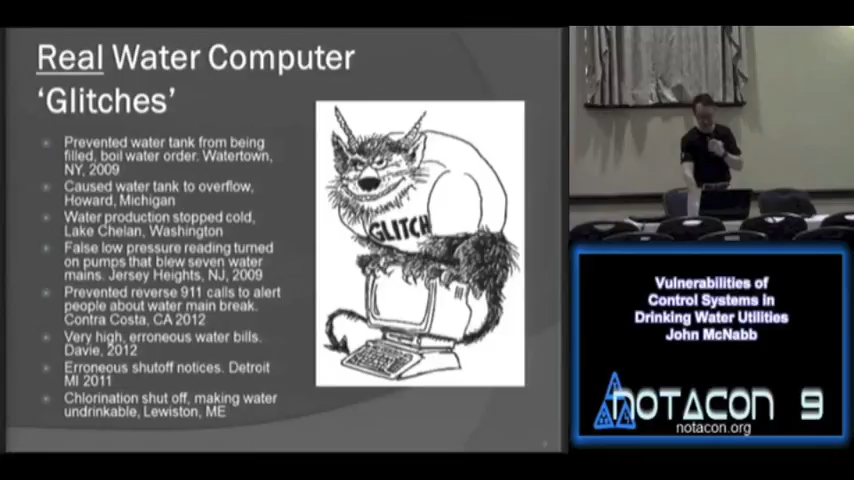 Real Water Computer
'Glitches'
Prevented water tank from being
filled, boil water order. Watertown,
NY, 2009
Caused water tank to overflow,
Howard, Michigan
Water production stopped cold,
Lake Chelan, Washington
False low pressure reading turned
on pumps that blew seven water
mains. Jersey Heights, NJ, 2009
Prevented reverse 911 calls to alert
people about water main break.
Contra Costa, CA 2012
Very high, erroneous water bills.
Davie, 2012
Erroneous shutoff notices. Detroit
MI 2011
Chlorination shut off, making water
undrinkable, Lewiston, ME
GLITCH
Vulnerabilities of
Control Systems in
Drinking Water Utilities
John McNabb
NOTACON 9
notacon.org